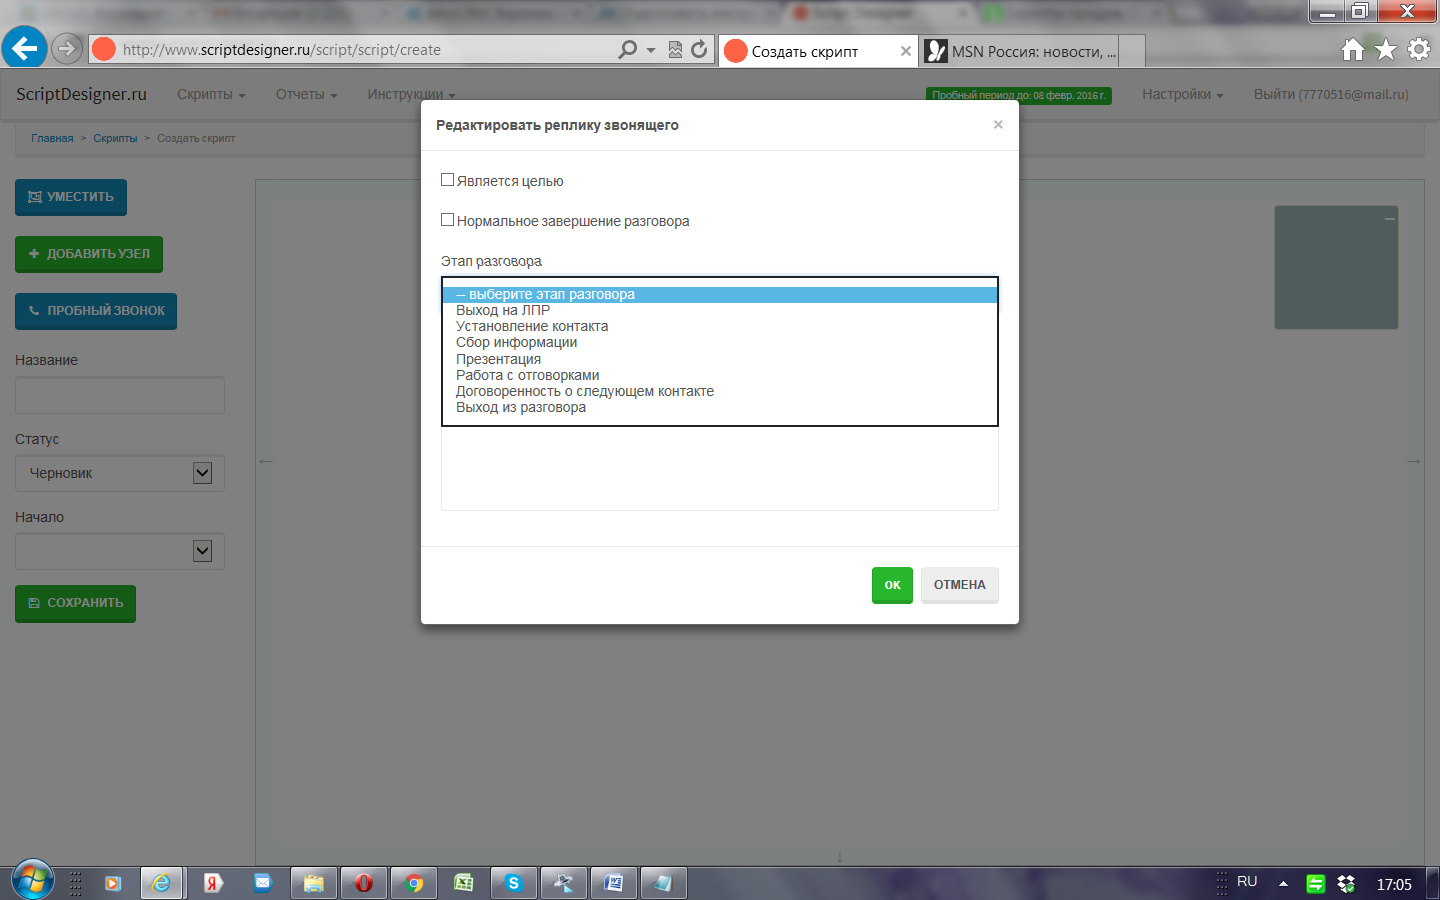 http://www.scriptdesigner.ru/script/script/create
Создать скрипт
MSN Россия: новости, ...
ScriptDesigner.ru
Скрипты
Отчеты
Инструкции
Пробный период до: 08 февр. 2016 г.
Настройки
Выйти (7770516@mail.ru)
Главная > Скрипты > Создать скрипт
УМЕСТИТЬ
ДОБАВИТЬ УЗЕЛ
ПРОБНЫЙ ЗВОНОК
Название
Статус
Черновик
Начало
СОХРАНИТЬ
Редактировать реплику звонящего
Является целью
Нормальное завершение разговора
Этап разговора
-- выберите этап разговора
Выход на ЛПР
Установление контакта
Сбор информации
Презентация
Работа с отговорками
Договоренность о следующем контакте
Выход из разговора
ОК
ОТМЕНА
RU
17:05